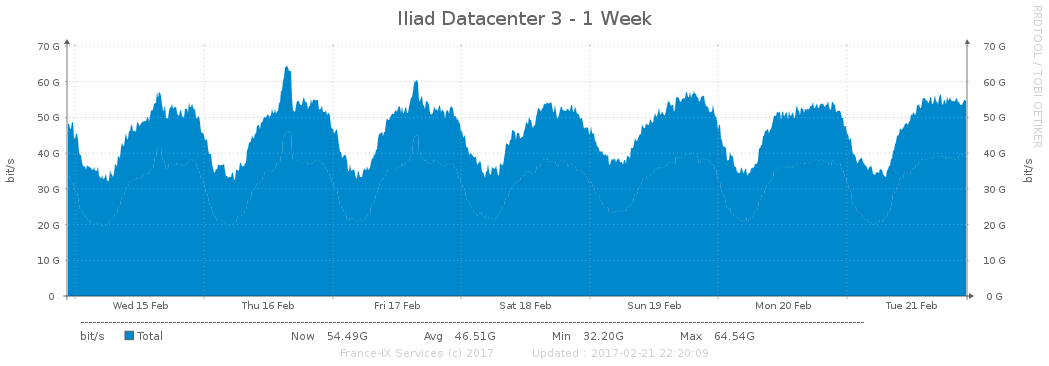 Iliad Datacenter 3 - 1 Week
RRDTOOL / TOBI OETIKER
70 G 70 G
60 G 60 G
50 G 50 G
40 G 40 G
30 G 30 G
20 G 20 G
10 G 10 G
0 0 G
bit/s bit/s
Wed 15 Feb Thu 16 Feb Fri 17 Feb Sat 18 Feb Sun 19 Feb Mon 20 Feb Tue 21 Feb
bit/s Total Now 54.49G Avg 46.51G Min 32.20G Max 64.54G
France-IX Services (c) 2017 Updated : 2017-02-21 22:20:09